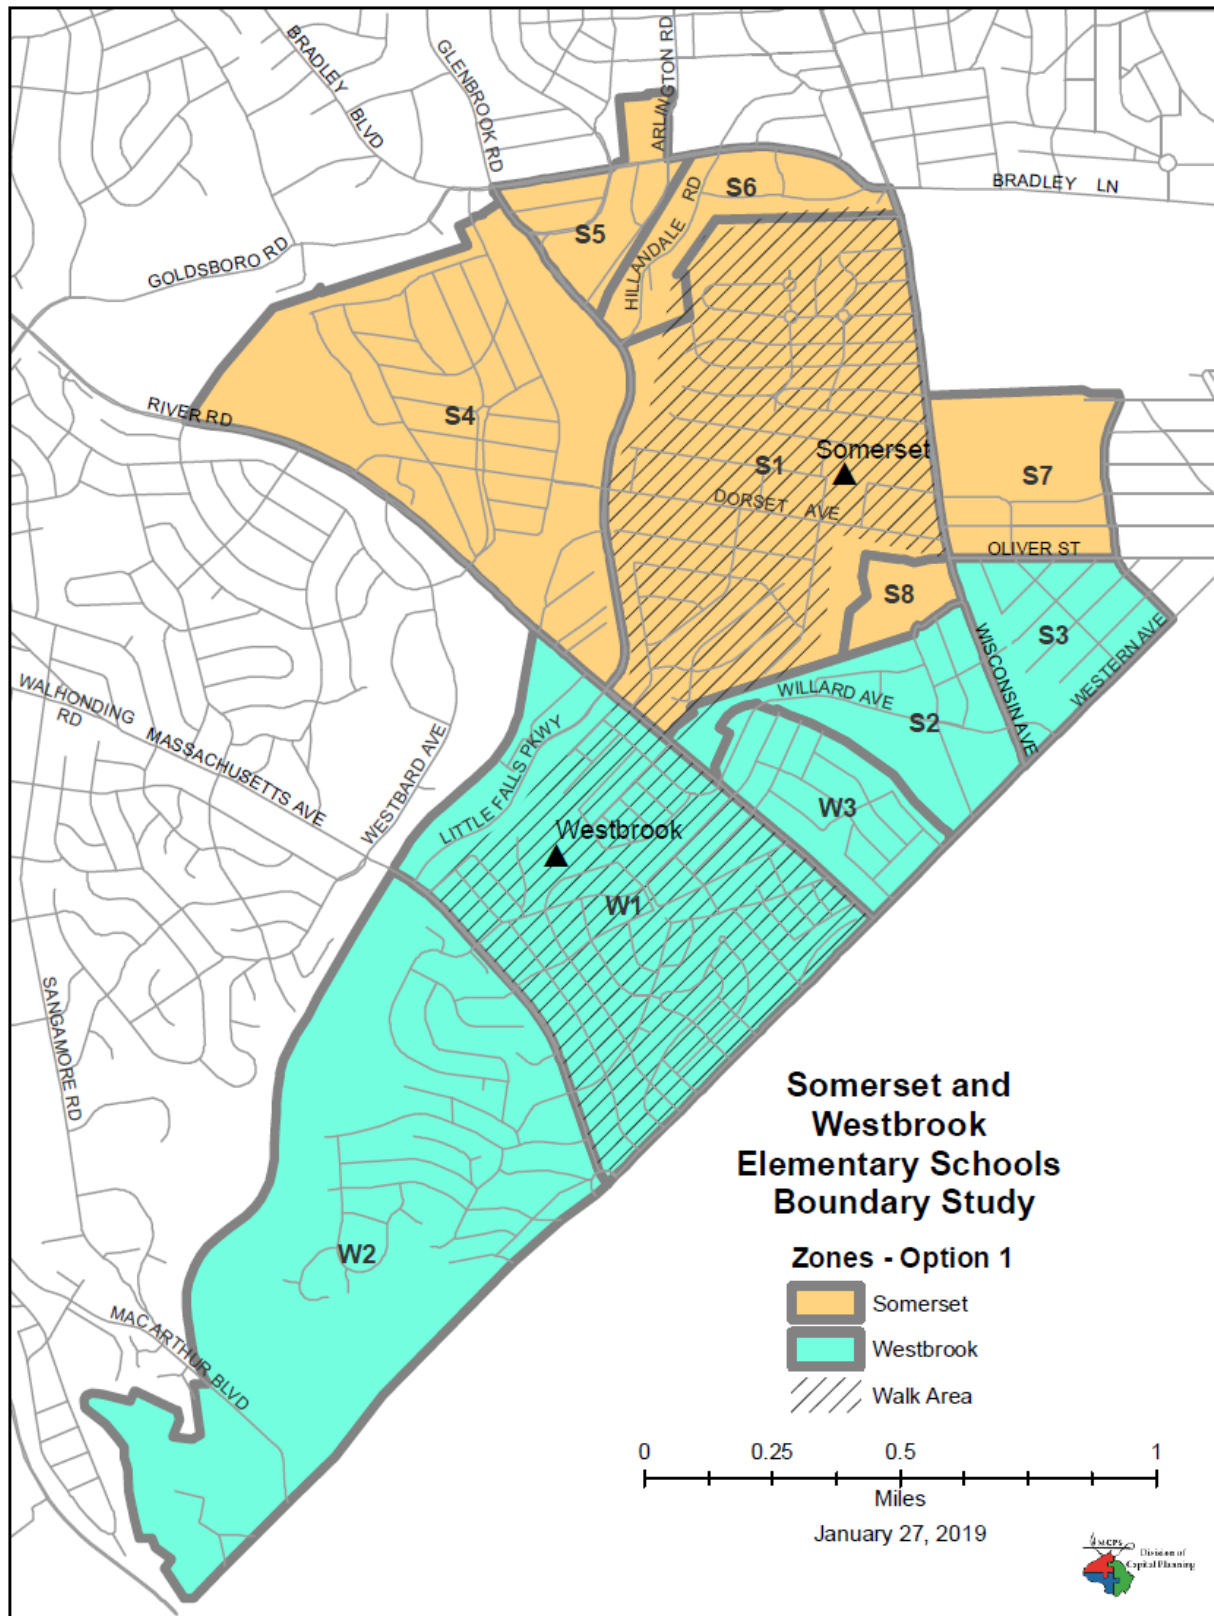 BRADLEY BLVD
GLENBROOK RD
ARLINGTON RD
BRADLEY LN
S6
S5
HILLANDALE RD
GOLDSBORO RD
RIVER RD
S4
Somerset
S1
S7
DORSET AVE
OLIVER ST
S8
S3
WISCONSIN AVE
WESTERN AVE
WALHONDING
RD
WILLARD AVE
S2
MASSACHUSETTS AVE
WESTBARD AVE
LITTLE FALLS PKWY
W3
Westbrook
W1
SANGAMORE RD
W2
MAC ARTHUR BLVD
Somerset and
Westbrook
Elementary Schools
Boundary Study
Zones - Option 1
Somerset
Westbrook
Walk Area
0 0.25 0.5 1
Miles
January 27, 2019
MCPS
Division of
Capital Planning